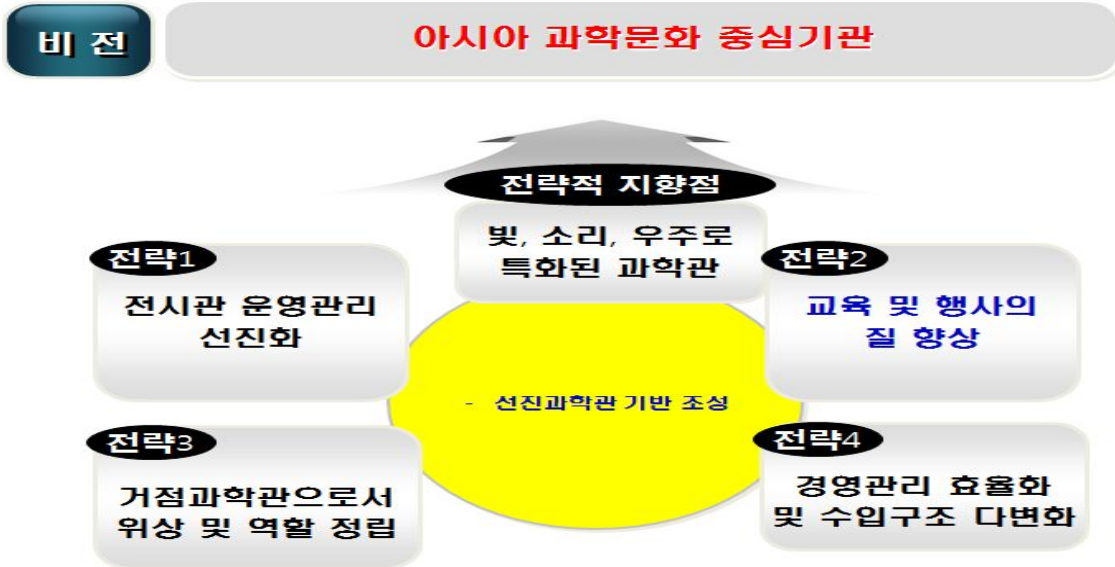 비 전
아시아 과학문화 중심기관
전략적 지향점
빛, 소리, 우주로
특화된 과학관
전략1
전시관 운영관리
선진화
전략2
교육 및 행사의
질 향상
- 선진과학관 기반 조성
전략3
거점과학관으로서
위상 및 역할 정립
전략4
경영관리 효율화
및 수입구조 다변화